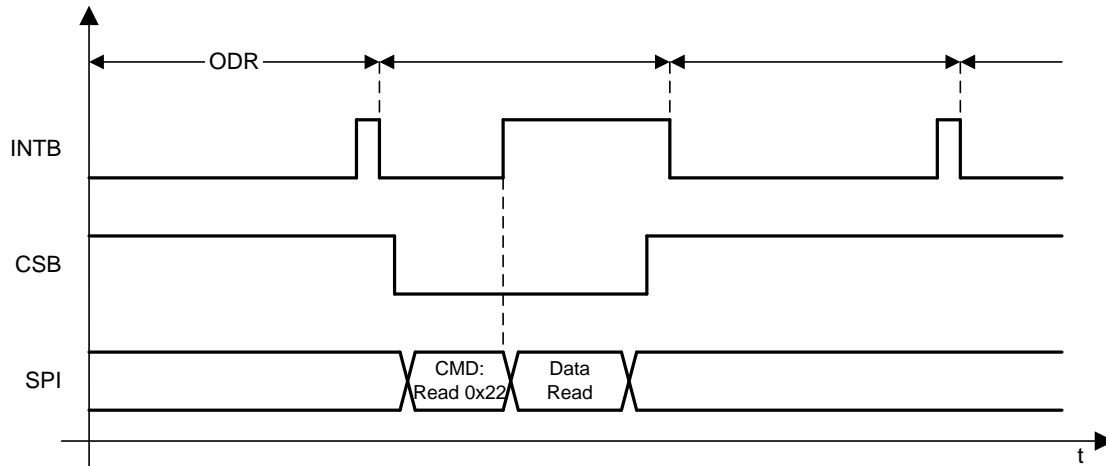 ODR
INTB
CSB
SPI
CMD:
Read 0x22
Data
Read
t